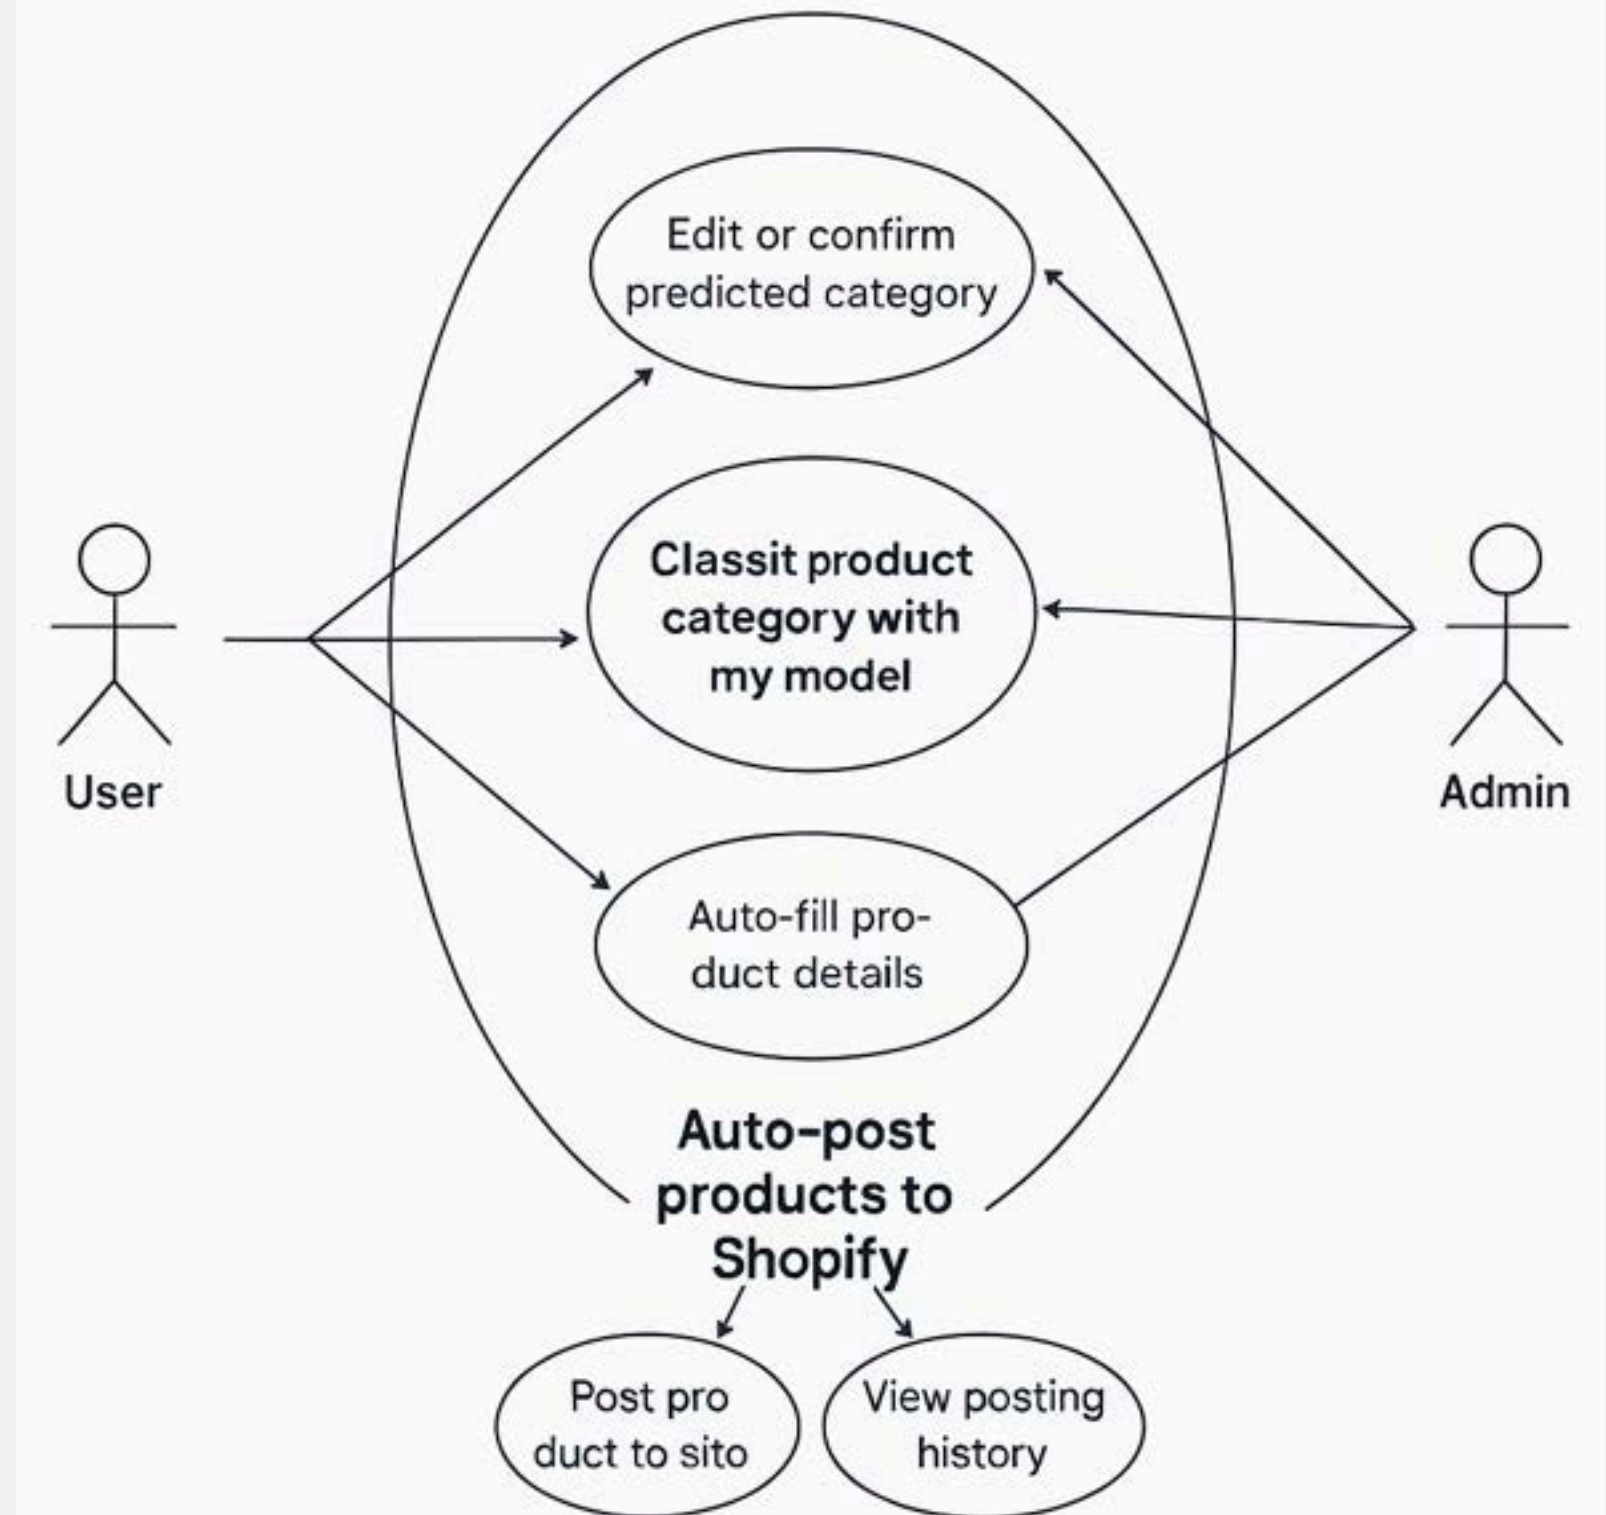 Edit or confirm
predicted category
Classit product
category with
my model
User
Admin
Auto-fill pro-
duct details
Auto-post
products to
Shopify
Post pro
duct to sito
View posting
history